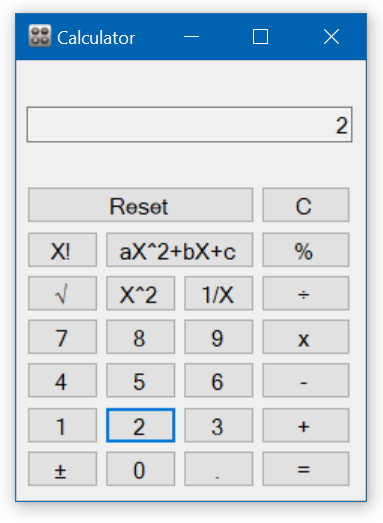 Calculator
2
Reset C
X! aX^2+bX+c %
√ X^2 1/X ÷
7 8 9 x
4 5 6 -
1 2 3 +
± 0 . =